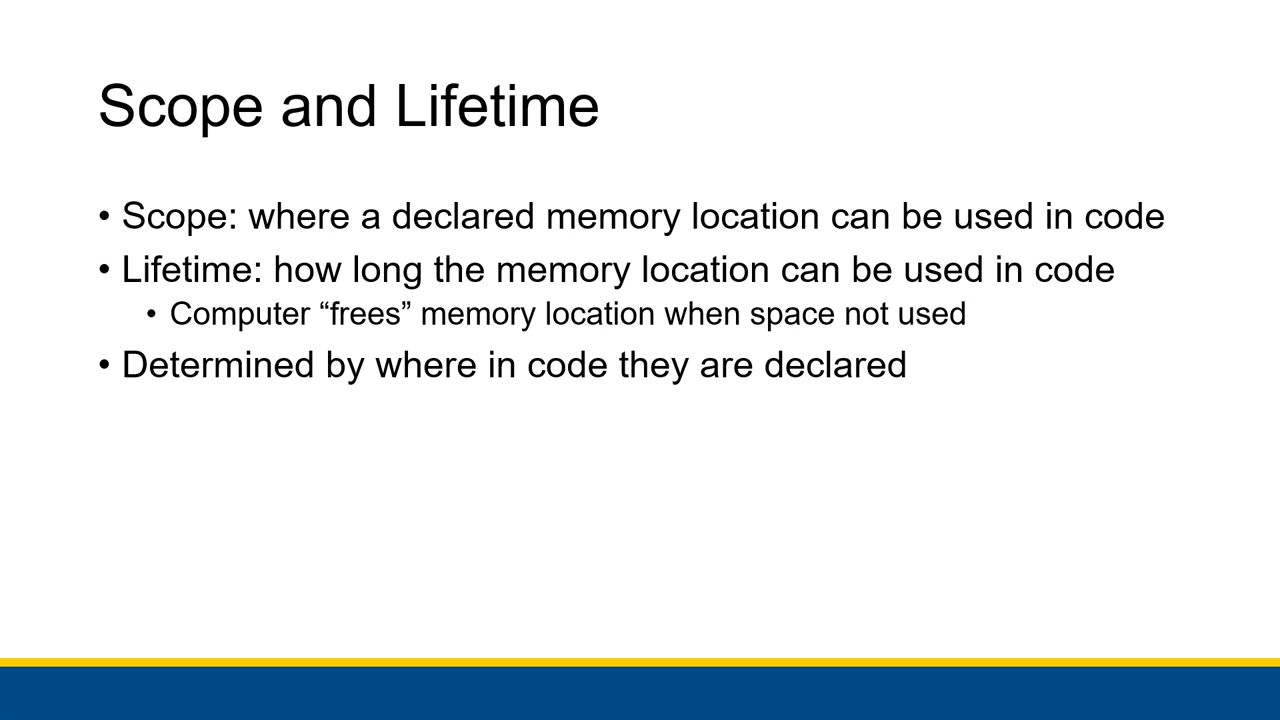 Scope and Lifetime
• Scope: where a declared memory location can be used in code
• Lifetime: how long the memory location can be used in code
• Computer “frees” memory location when space not used
• Determined by where in code they are declared